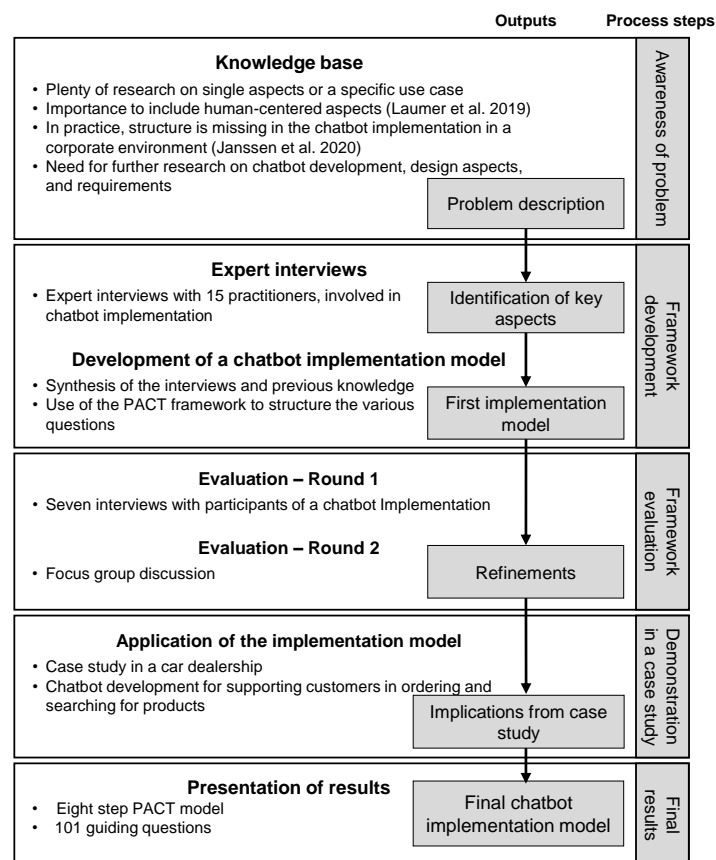 Outputs
Process steps
Knowledge base
• Plenty of research on single aspects or a specific use case
• Importance to include human-centered aspects (Laumer et al. 2019)
• In practice, structure is missing in the chatbot implementation in a
corporate environment (Janssen et al. 2020)
• Need for further research on chatbot development, design aspects,
and requirements
Problem description
Awareness of problem
Expert interviews
• Expert interviews with 15 practitioners, involved in
chatbot implementation
Identification of key
aspects
Development of a chatbot implementation model
• Synthesis of the interviews and previous knowledge
• Use of the PACT framework to structure the various
questions
First implementation
model
Framework
development
Evaluation – Round 1
• Seven interviews with participants of a chatbot Implementation
Evaluation – Round 2
• Focus group discussion
Refinements
Framework
evaluation
Application of the implementation model
• Case study in a car dealership
• Chatbot development for supporting customers in ordering and
searching for products
Implications from case
study
Demonstration
in a case study
Presentation of results
• Eight step PACT model
• 101 guiding questions
Final chatbot
implementation model
Final
results